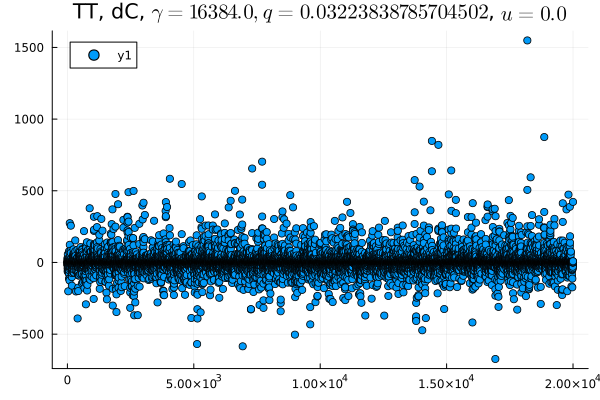 TT, dC, γ = 16384.0, q = 0.03223838785704502, u = 0.0
y1
1500
1000
500
0
−500
0 5.00×10³ 1.00×10⁴ 1.50×10⁴ 2.00×10⁴